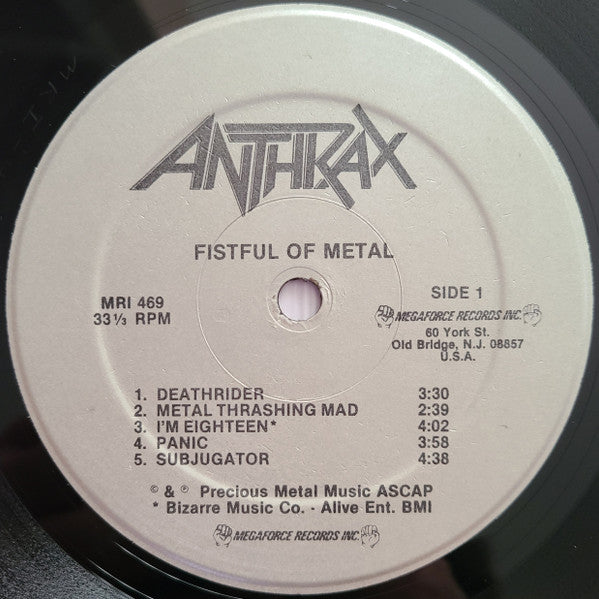 ANTHRAX
FISTFUL OF METAL
MRI 469
33 1/3 RPM
SIDE 1
MEGAFORCE RECORDS INC.
60 York St.
Old Bridge, N.J. 08857
U.S.A.
1. DEATHRIDER 3:30
2. METAL THRASHING MAD 2:39
3. I'M EIGHTEEN* 4:02
4. PANIC 3:58
5. SUBJUGATOR 4:38
© & ℗ Precious Metal Music ASCAP
* Bizarre Music Co. - Alive Ent. BMI
MEGAFORCE RECORDS INC.